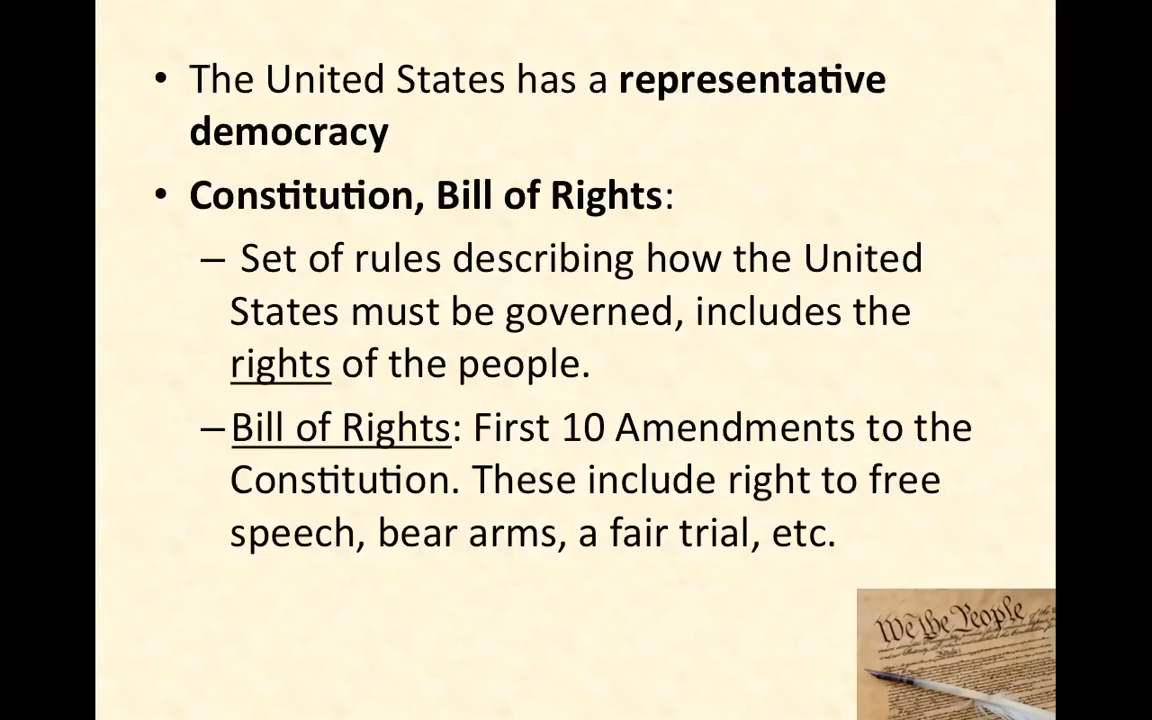 • The United States has a representative
democracy
• Constitution, Bill of Rights:
– Set of rules describing how the United
States must be governed, includes the
rights of the people.
– Bill of Rights: First 10 Amendments to the
Constitution. These include right to free
speech, bear arms, a fair trial, etc.
We the People